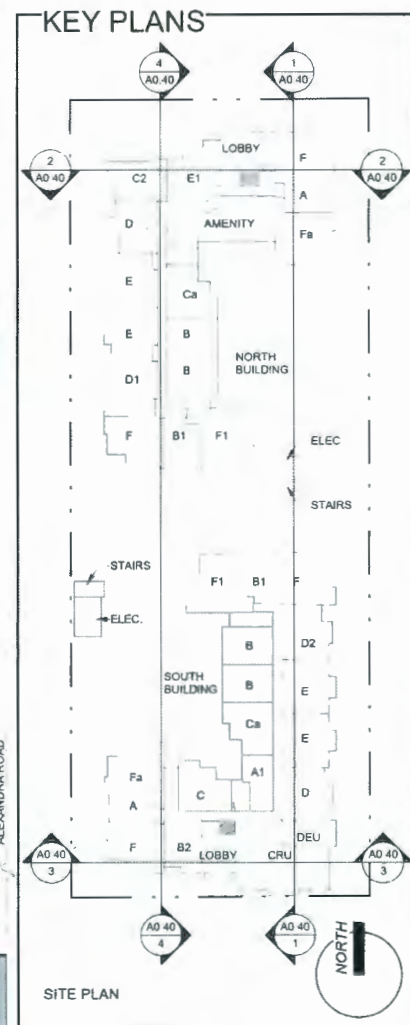 KEY PLANS
4 1
A0.40 A0 40
LOBBY F
2 2
A0 40 C2 E1 A0 40
A
D AMENITY Fa
E
Ca
E B
NORTH
D1 B BUILDING
F B1 F1 ELEC
STAIRS
STAIRS
F1 B1 F
ELEC.
B D2
SOUTH B E
BUILDING
Ca E
Fa A1
A C D
DEU
F B2 LOBBY CRU
A0 40 A0 40
3 3
ALEXANDRA ROAD
A0 40 A0 40
4 1
NORTH
SITE PLAN